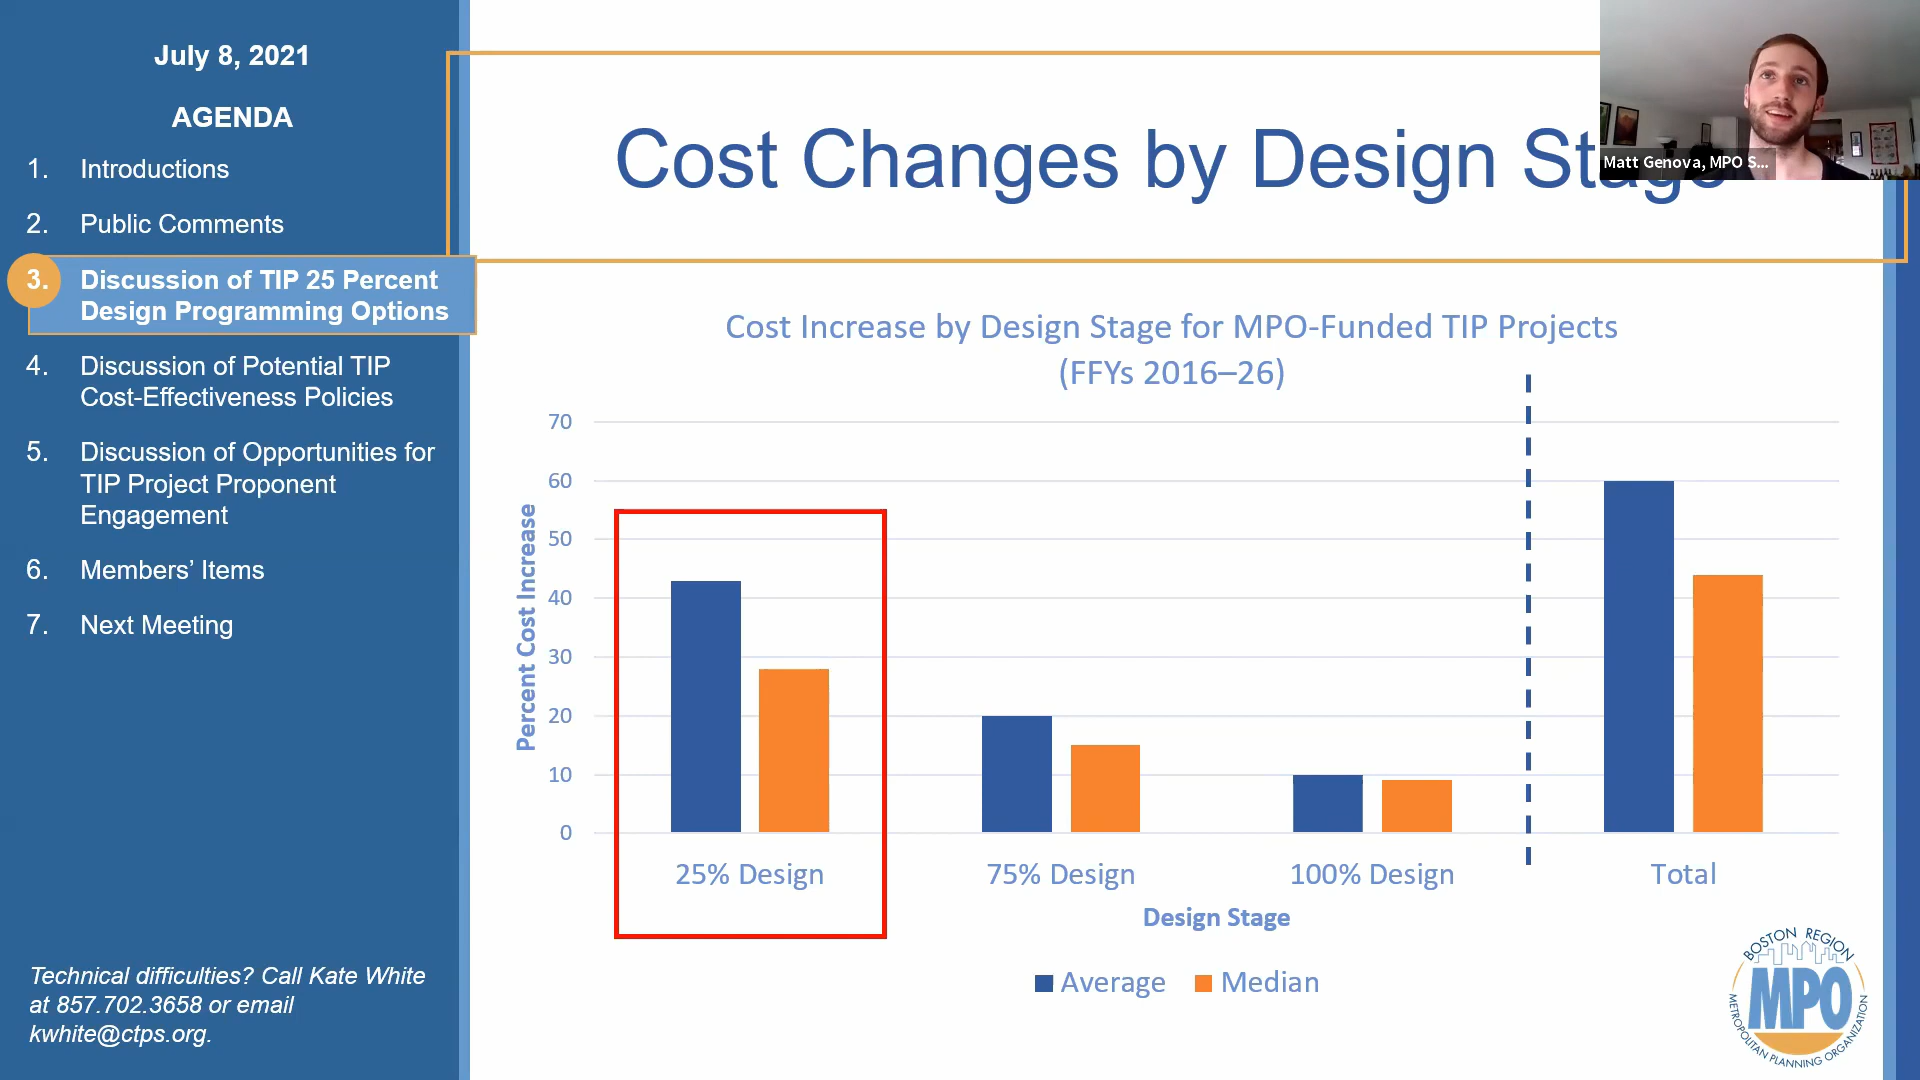 July 8, 2021
AGENDA
1. Introductions
2. Public Comments
3. Discussion of TIP 25 Percent
Design Programming Options
4. Discussion of Potential TIP
Cost-Effectiveness Policies
5. Discussion of Opportunities for
TIP Project Proponent
Engagement
6. Members’ Items
7. Next Meeting
Technical difficulties? Call Kate White
at 857.702.3658 or email
kwhite@ctps.org.
Cost Changes by Design Stage
Matt Genova, MPO S...
Cost Increase by Design Stage for MPO-Funded TIP Projects
(FFYs 2016–26)
Percent Cost Increase
70
60
50
40
30
20
10
0
25% Design
75% Design
100% Design
Total
Design Stage
Average
Median
BOSTON REGION
MPO
METROPOLITAN PLANNING ORGANIZATION